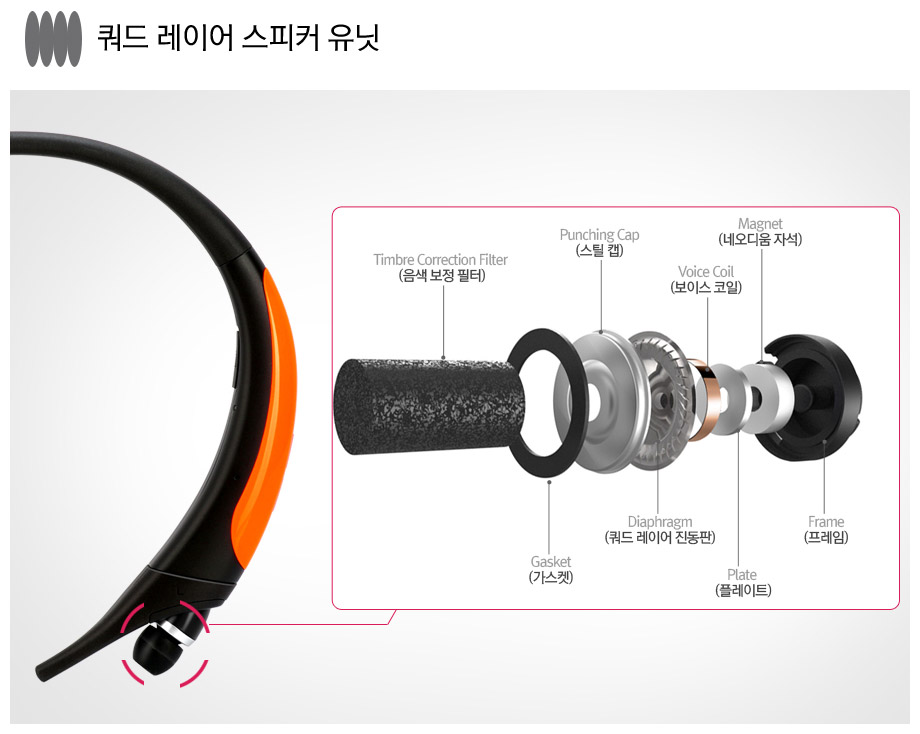 쿼드 레이어 스피커 유닛
Magnet
(네오디움 자석)
Punching Cap
(스틸 캡)
Timbre Correction Filter
(음색 보정 필터)
Voice Coil
(보이스 코일)
Diaphragm
(쿼드 레이어 진동판)
Frame
(프레임)
Gasket
(가스켓)
Plate
(플레이트)